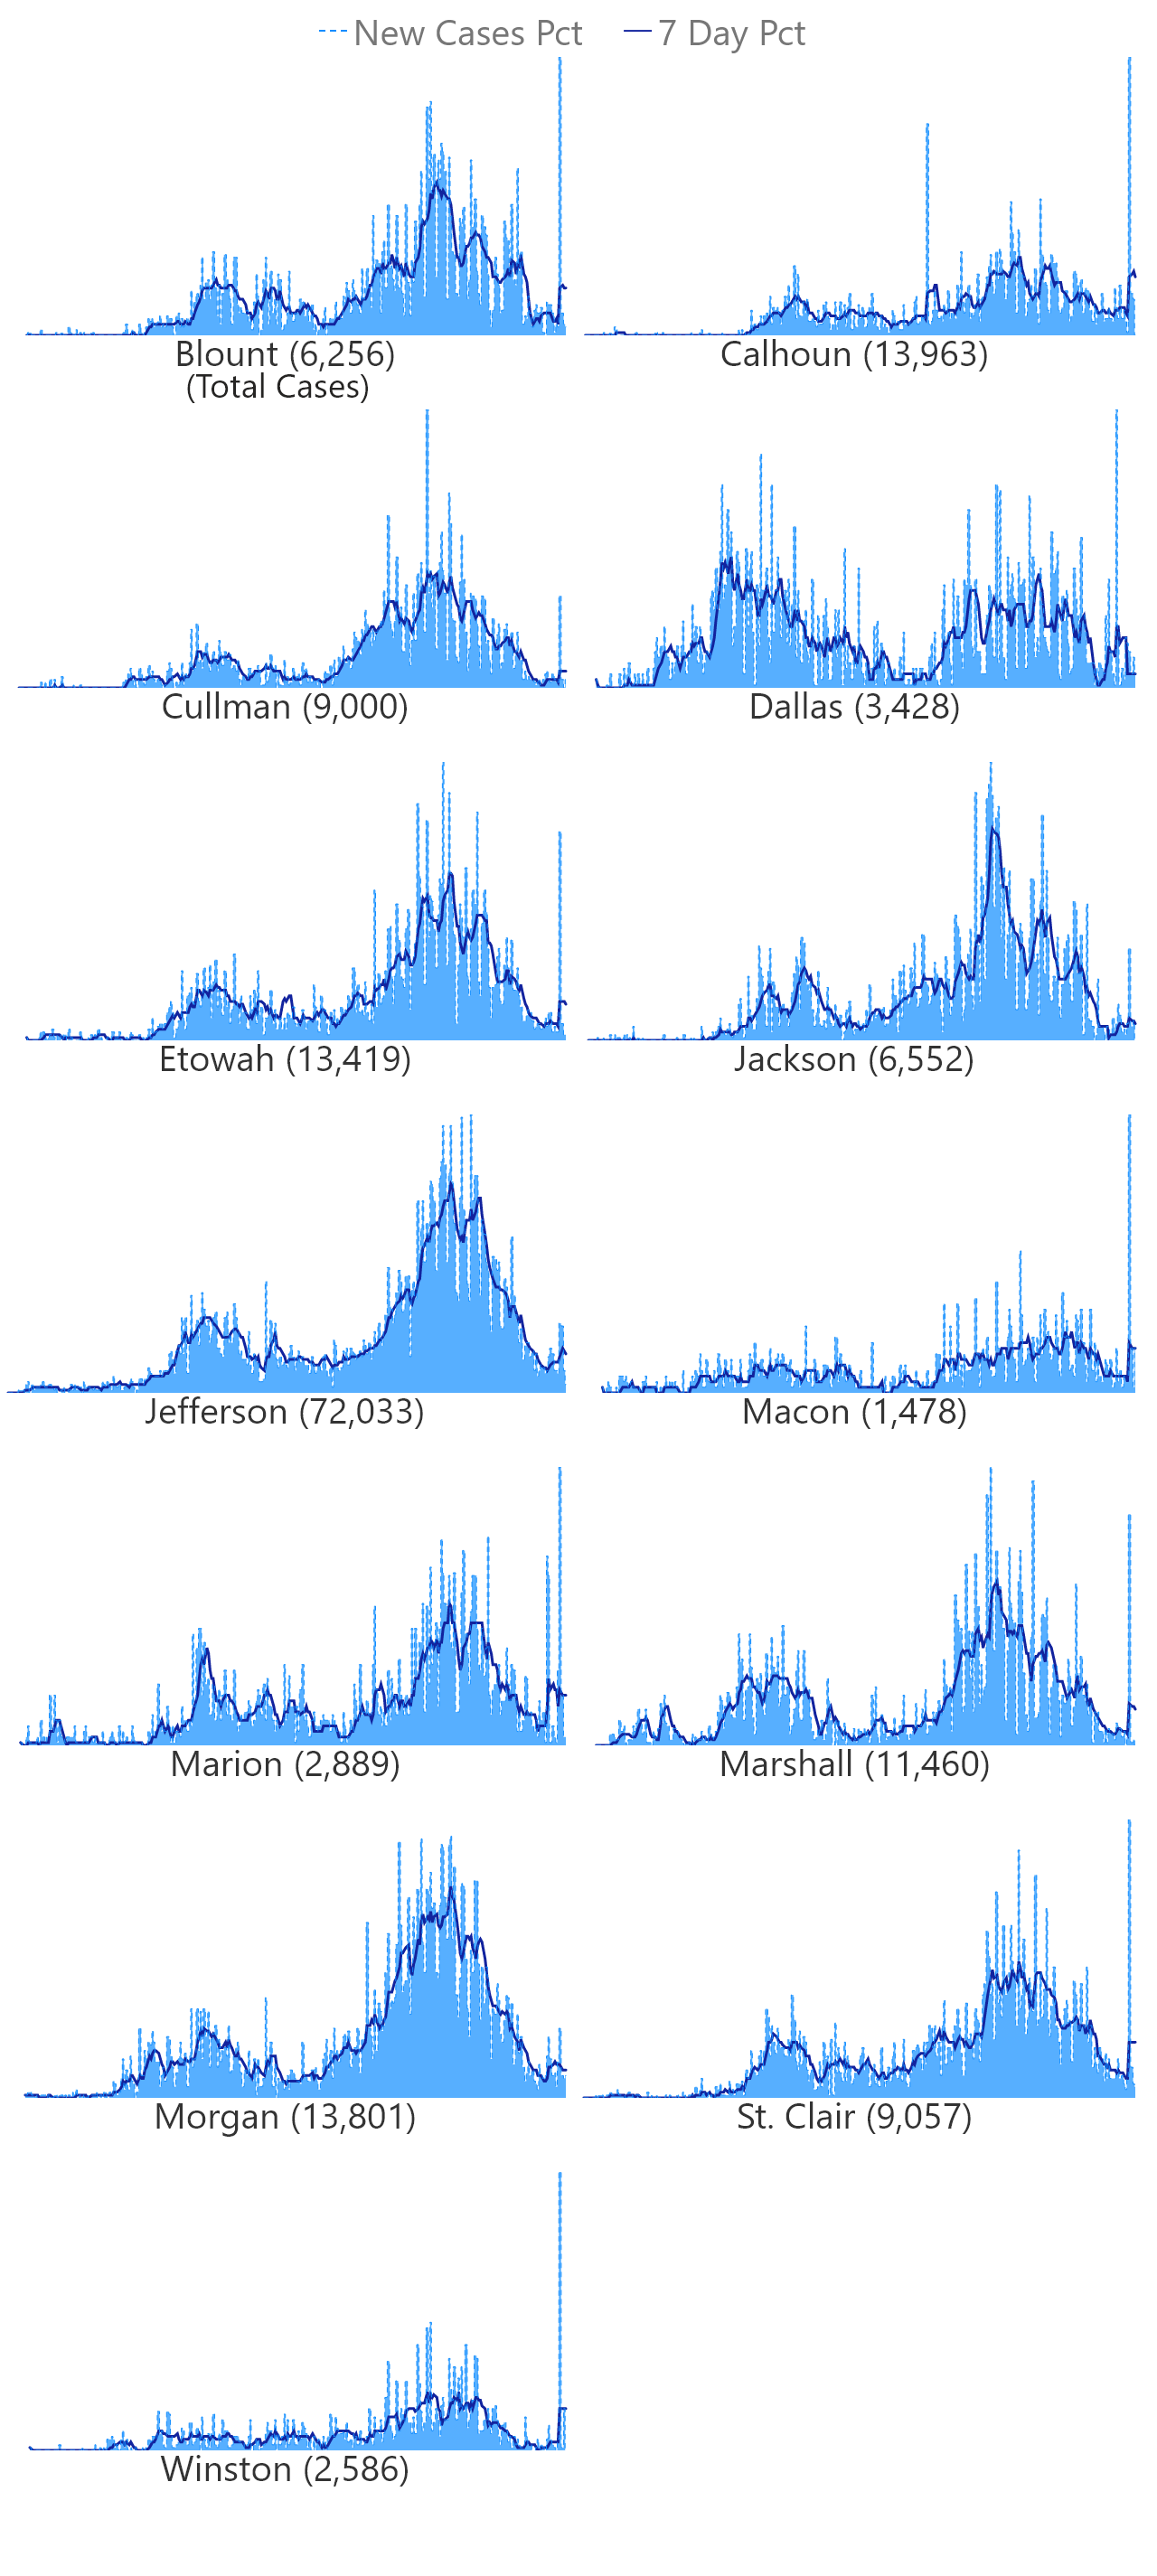 New Cases Pct 7 Day Pct
Blount (6,256) Calhoun (13,963)
(Total Cases)
Cullman (9,000) Dallas (3,428)
Etowah (13,419) Jackson (6,552)
Jefferson (72,033) Macon (1,478)
Marion (2,889) Marshall (11,460)
Morgan (13,801) St. Clair (9,057)
Winston (2,586)